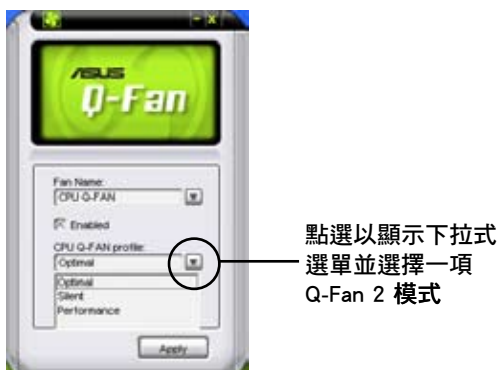 ASUS
Q-Fan
Fan Name:
CPU Q-FAN
Enabled
CPU Q-FAN profile:
Optimal
Optimal
Silent
Performance
Apply
點選以顯示下拉式
選單並選擇一項
Q-Fan 2 模式